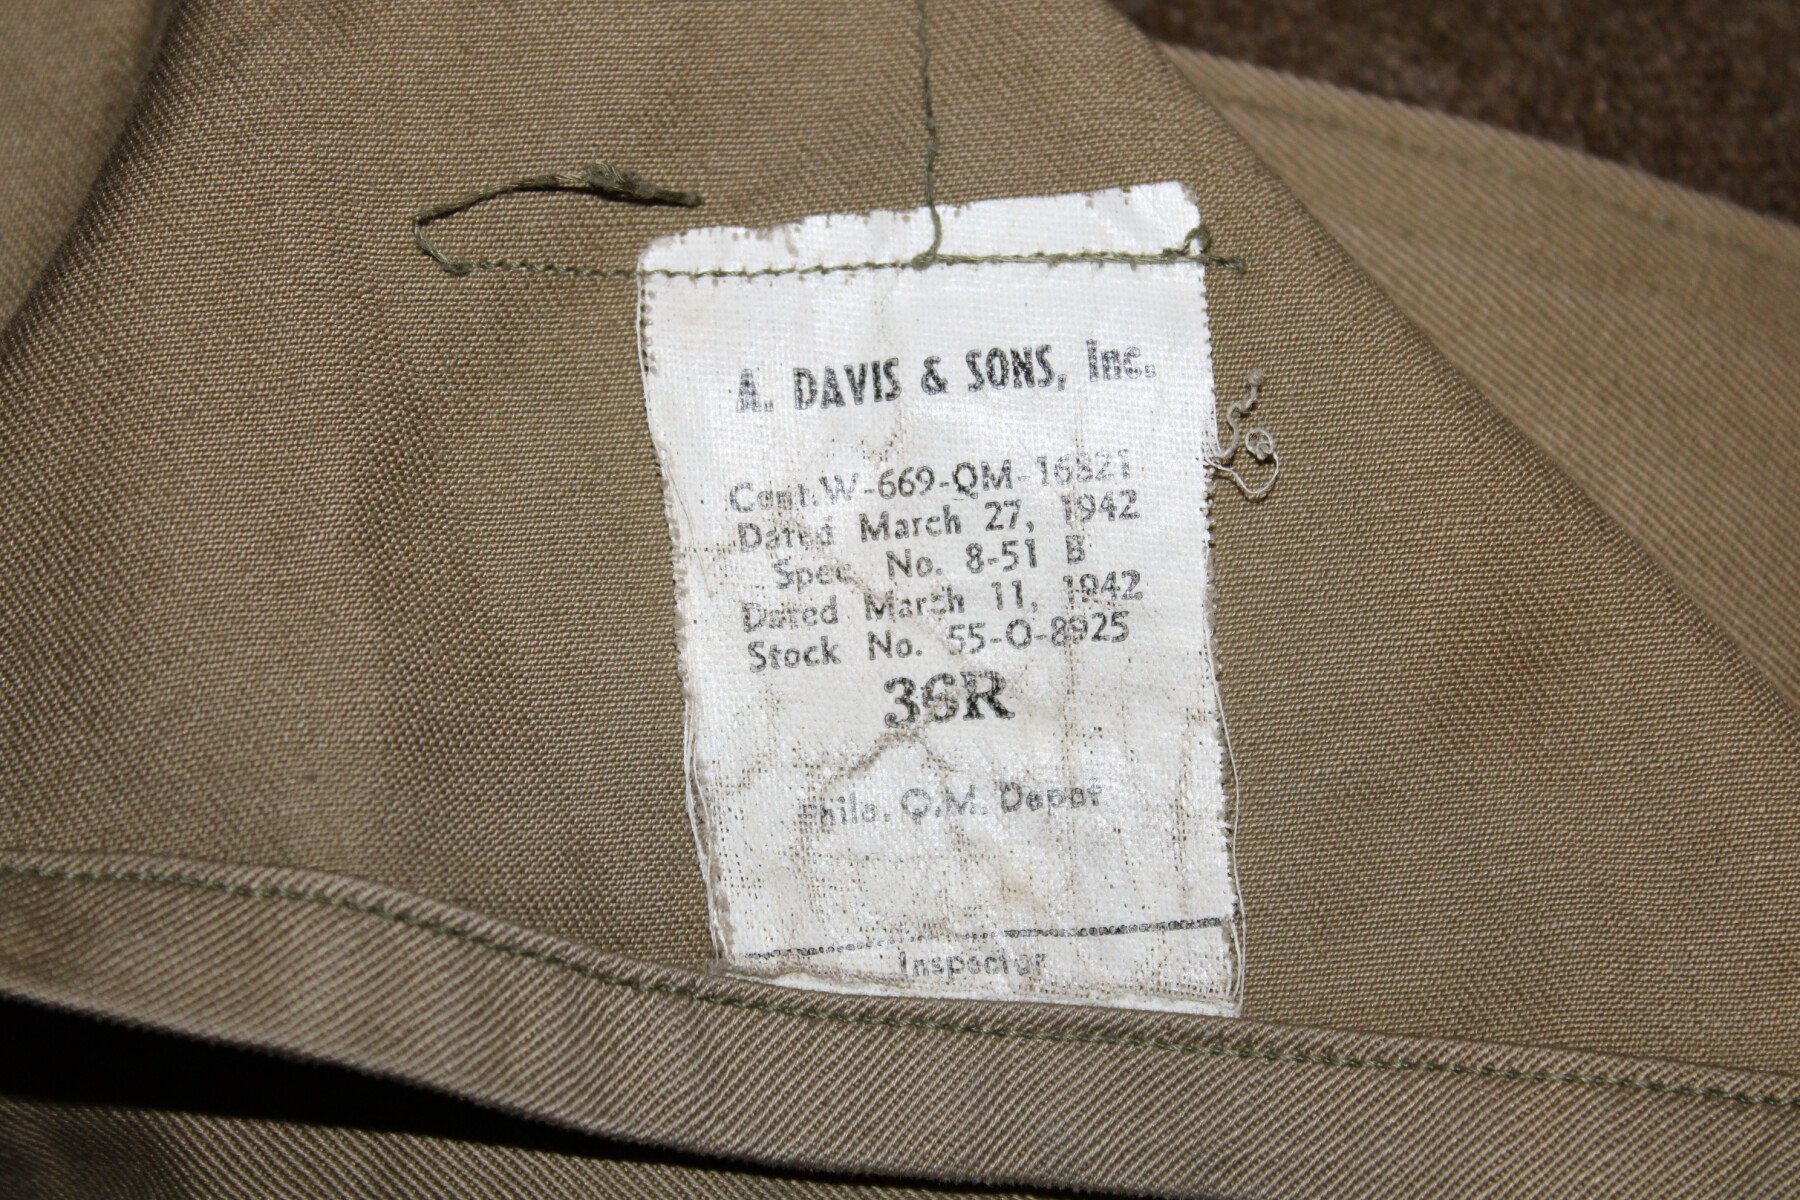 A. DAVIS & SONS, Inc.
Cont. W-669-QM-16821
Dated March 27, 1942
Spec. No. 8-51 B
Dated March 11, 1942
Stock No. 55-O-8925
36R
Phila. Q.M. Depot
Inspector